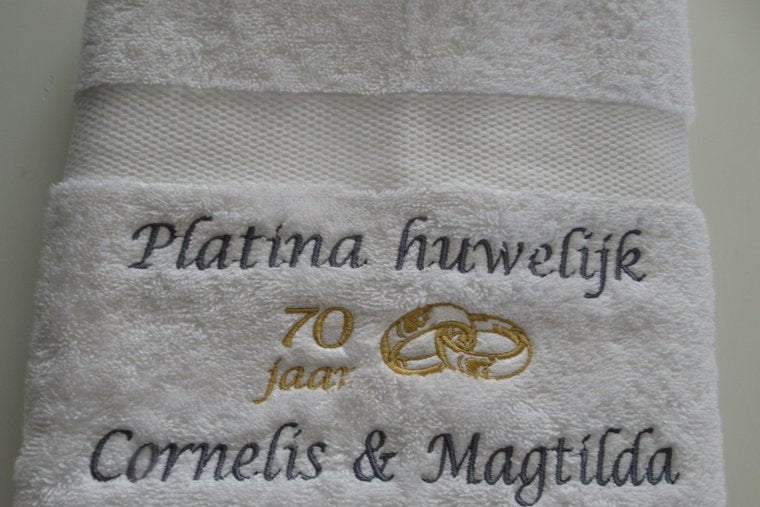 Platina huwelijk
70
jaar
Cornelis & Magtilda